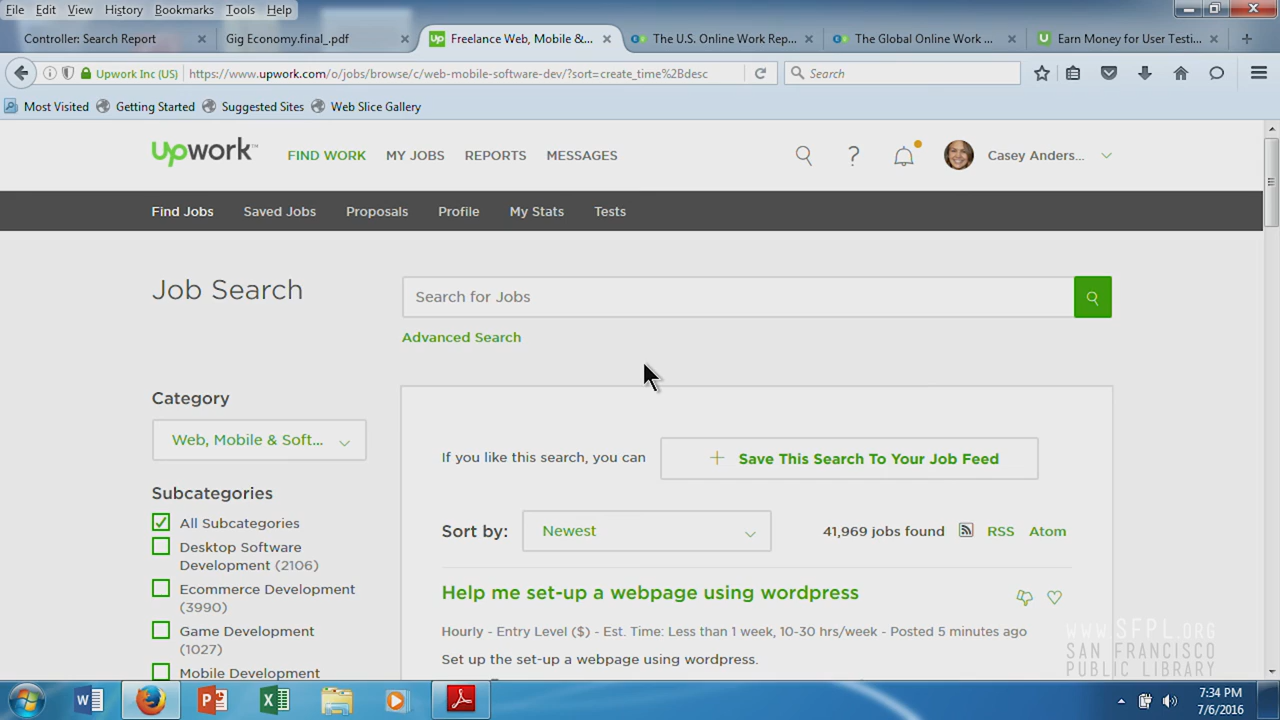 File Edit View History Bookmarks Tools Help
Controller: Search Report
Gig Economy.final_.pdf
Freelance Web, Mobile &...
The U.S. Online Work Rep...
The Global Online Work ...
Earn Money for User Testi...
Upwork Inc (US)
https://www.upwork.com/o/jobs/browse/c/web-mobile-software-dev/?sort=create_time%2Bdesc
Search
Most Visited Getting Started Suggested Sites Web Slice Gallery
Upwork™
FIND WORK MY JOBS REPORTS MESSAGES
Casey Anders...
Find Jobs Saved Jobs Proposals Profile My Stats Tests
Job Search
Search for Jobs
Advanced Search
Category
Web, Mobile & Soft...
Subcategories
All Subcategories
Desktop Software
Development (2106)
Ecommerce Development
(3990)
Game Development
(1027)
Mobile Development
If you like this search, you can
+ Save This Search To Your Job Feed
Sort by: Newest
41,969 jobs found RSS Atom
Help me set-up a webpage using wordpress
Hourly - Entry Level ($) - Est. Time: Less than 1 week, 10-30 hrs/week - Posted 5 minutes ago
Set up the set-up a webpage using wordpress.
WWW.SFPL.ORG
SAN FRANCISCO
PUBLIC LIBRARY
7:34 PM
7/6/2016